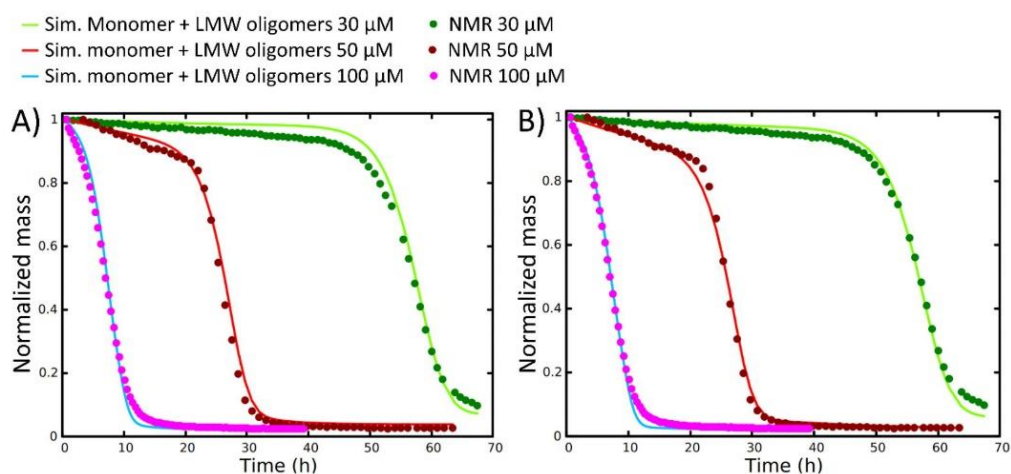 Sim. Monomer + LMW oligomers 30 µM
Sim. monomer + LMW oligomers 50 µM
Sim. monomer + LMW oligomers 100 µM
NMR 30 µM
NMR 50 µM
NMR 100 µM
A)
Normalized mass
1
0.8
0.6
0.4
0.2
0
0 10 20 30 40 50 60 70
Time (h)
B)
Normalized mass
1
0.8
0.6
0.4
0.2
0
0 10 20 30 40 50 60 70
Time (h)